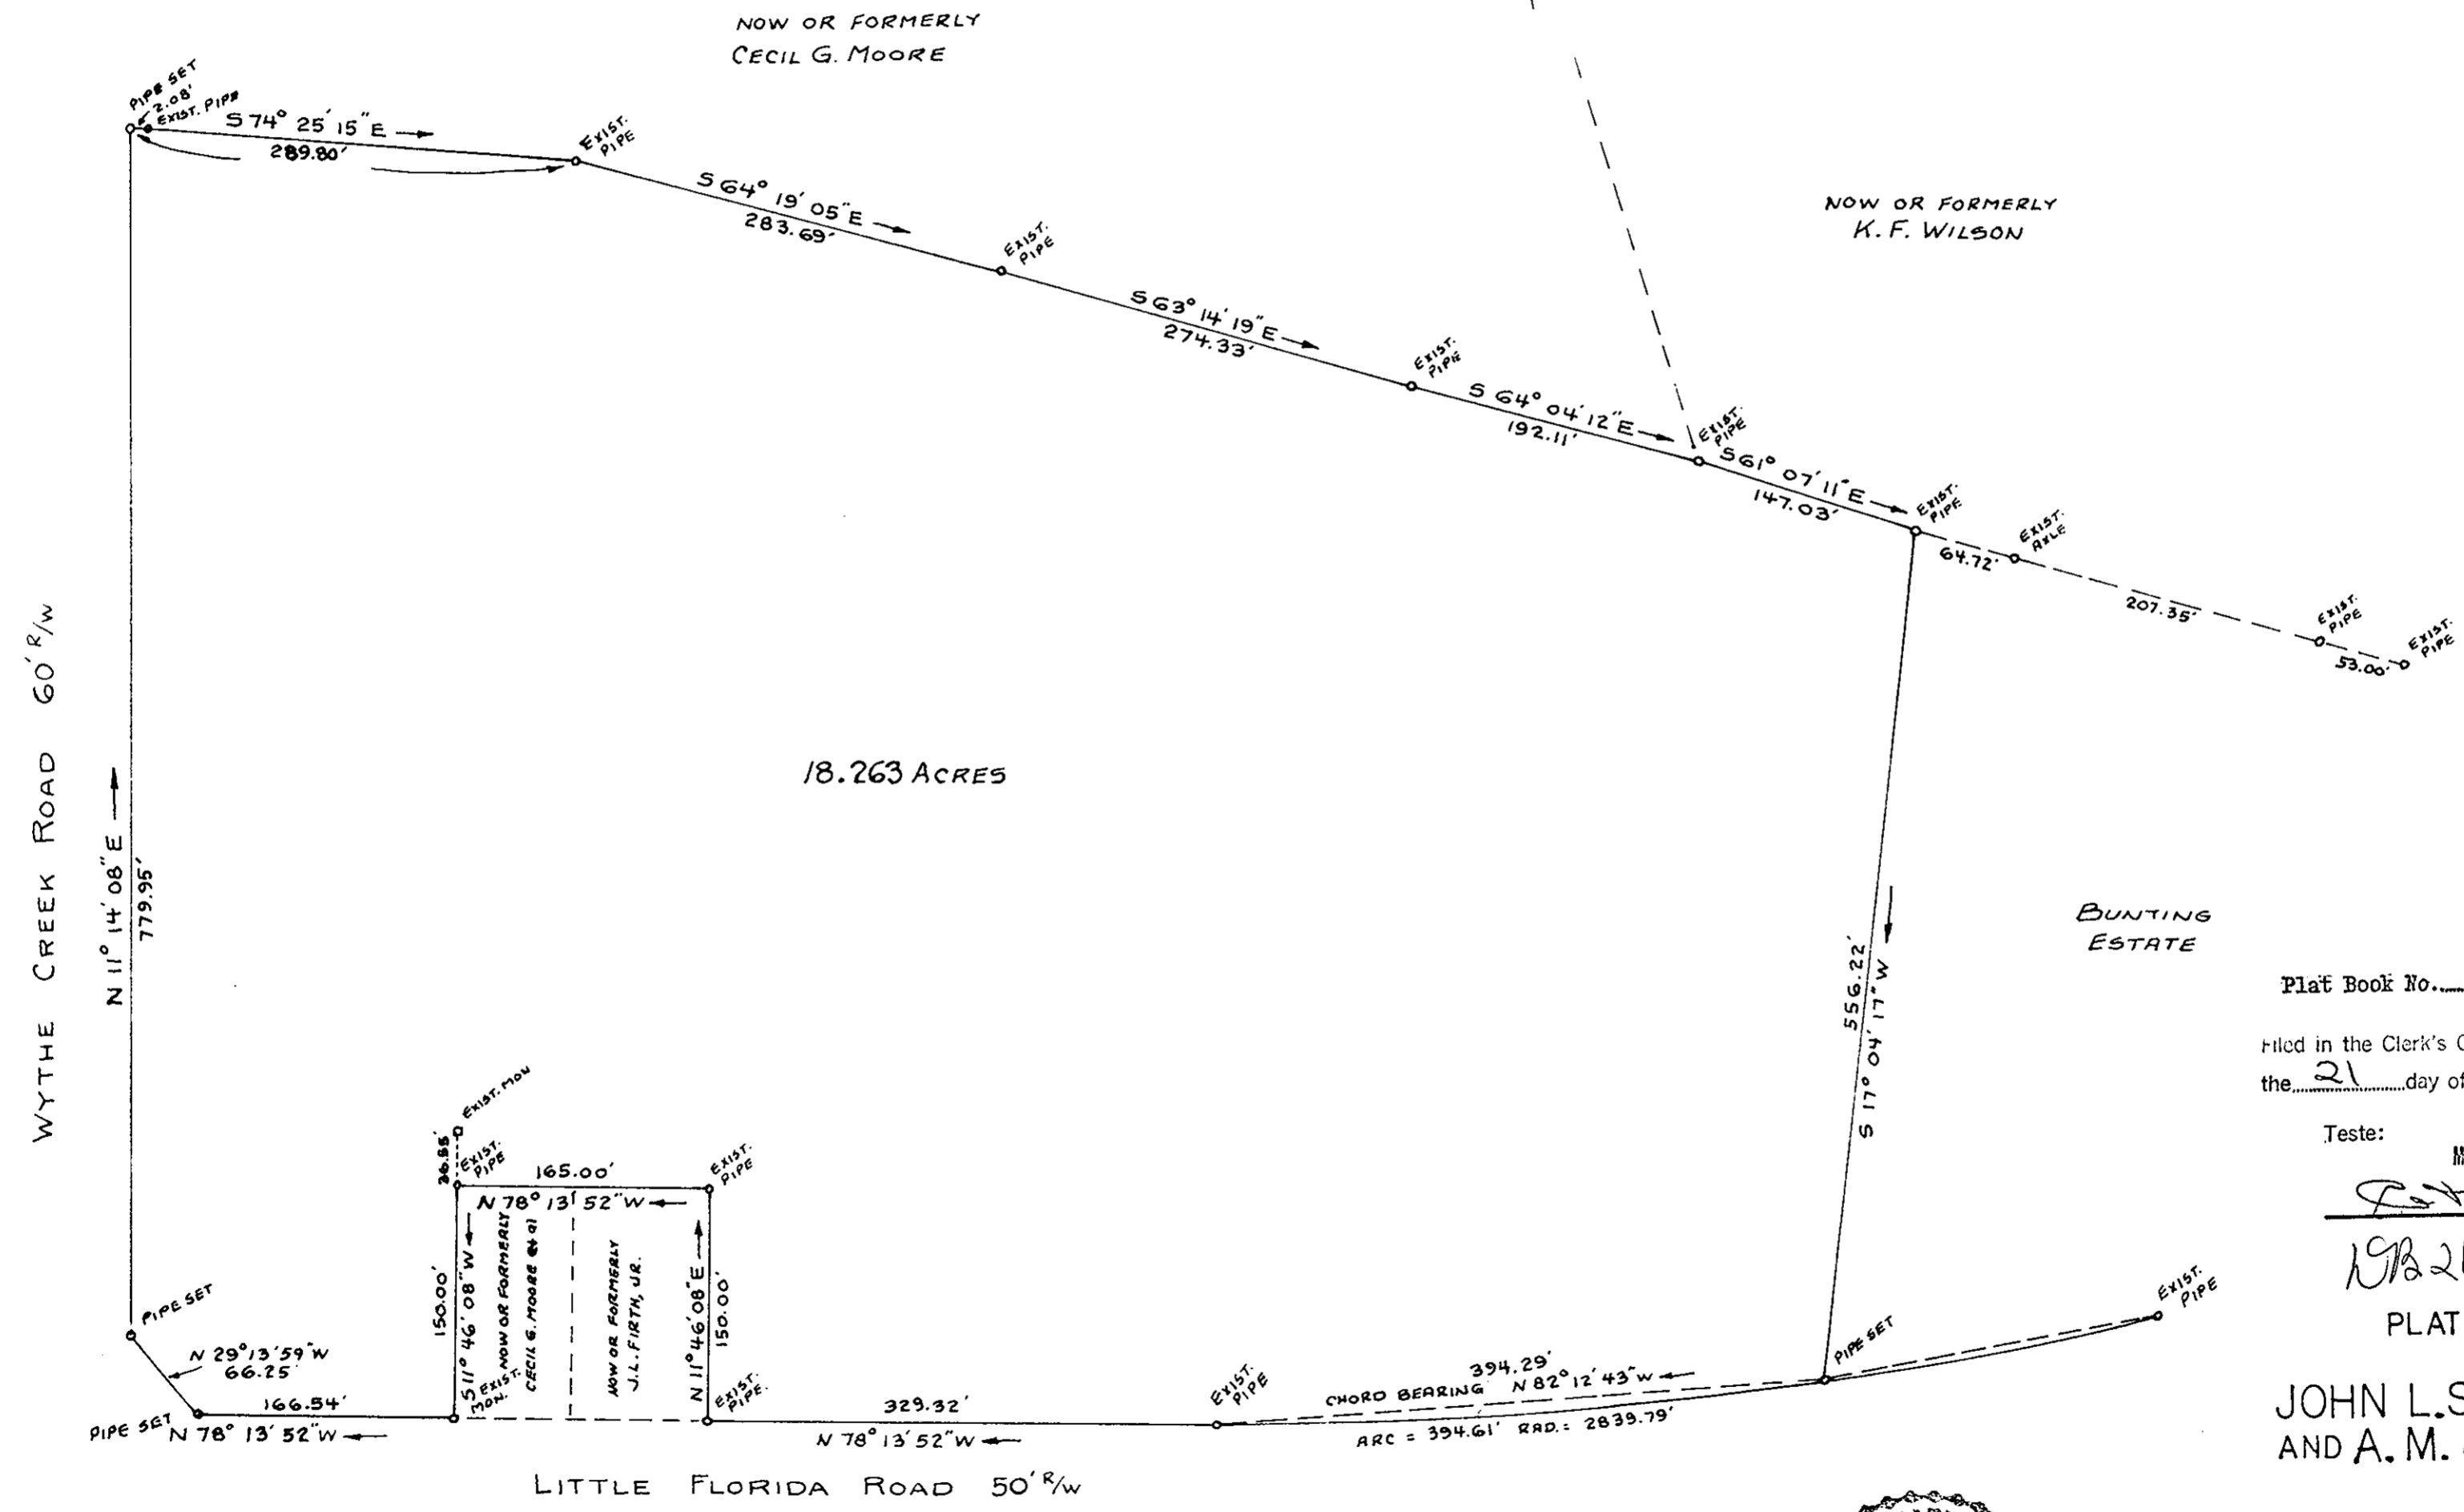 NOW OR FORMERLY
CECIL G. MOORE
PIPE SET
2.08'
EXIST. PIPE
S 74° 25' 15" E
289.80'
EXIST.
PIPE
S 64° 19' 05" E
283.69'
EXIST.
PIPE
NOW OR FORMERLY
K. F. WILSON
S 63° 14' 19" E
274.33'
EXIST.
PIPE
S 64° 04' 12" E
192.11'
EXIST.
PIPE
S 61° 07' 11" E
147.03'
EXIST.
PIPE
64.72'
EXIST.
AXLE
207.35'
EXIST.
PIPE
53.00'
EXIST.
PIPE
WYTHE CREEK ROAD 60' R/W
N 11° 14' 08" E
779.95'
18.263 ACRES
556.22'
S 17° 04' 17" W
BUNTING
ESTATE
Plat Book No.
Filed in the Clerk's
the 21 day of
Teste:
PLAT
JOHN L.
AND A. M.
EXIST. MON
EXIST.
PIPE
165.00'
N 78° 13' 52" W
EXIST.
PIPE
150.00'
S 11° 46' 08" W
NOW OR FORMERLY
CECIL G. MOORE et al
NOW OR FORMERLY
J. L. FIRTH, JR.
N 11° 46' 08" E
150.00'
PIPE SET
N 29° 13' 59" W
66.25'
PIPE SET
166.54'
N 78° 13' 52" W
EXIST.
MON.
EXIST.
PIPE.
329.32'
N 78° 13' 52" W
EXIST.
PIPE
394.29'
CHORD BEARING N 82° 12' 43" W
ARC = 394.61' RAD. = 2839.79'
PIPE SET
EXIST.
PIPE
LITTLE FLORIDA ROAD 50' R/W